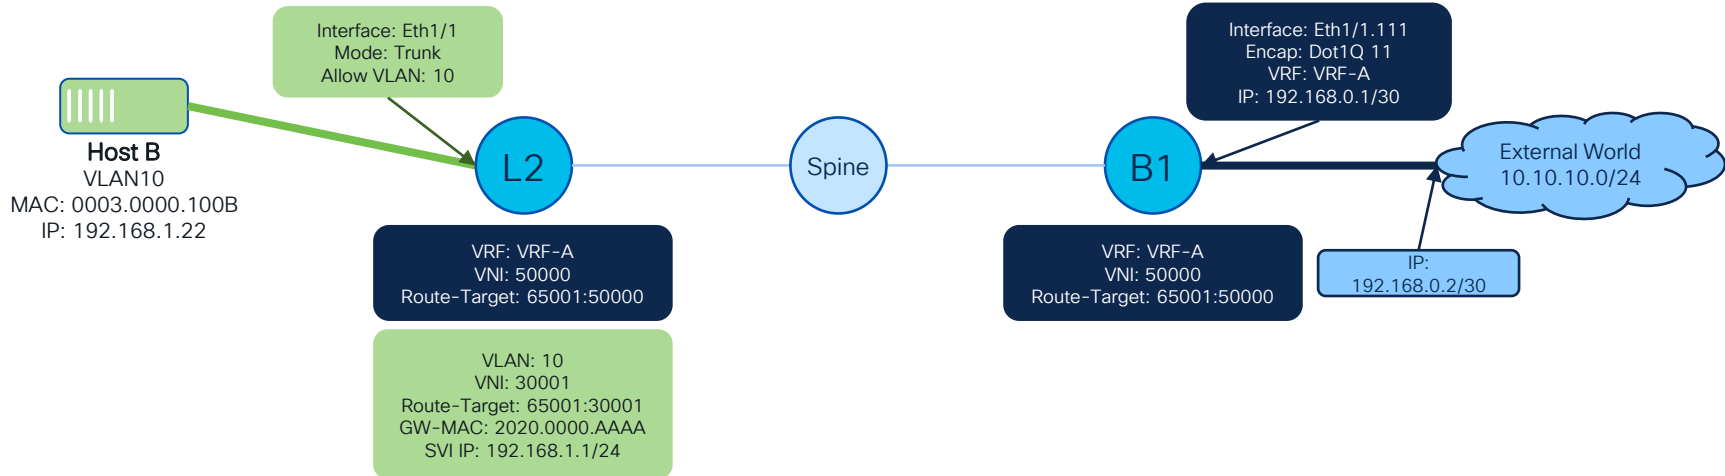 Interface: Eth1/1
Mode: Trunk
Allow VLAN: 10
Interface: Eth1/1.111
Encap: Dot1Q 11
VRF: VRF-A
IP: 192.168.0.1/30
Host B
VLAN10
MAC: 0003.0000.100B
IP: 192.168.1.22
L2
Spine
B1
External World
10.10.10.0/24
VRF: VRF-A
VNI: 50000
Route-Target: 65001:50000
VRF: VRF-A
VNI: 50000
Route-Target: 65001:50000
IP:
192.168.0.2/30
VLAN: 10
VNI: 30001
Route-Target: 65001:30001
GW-MAC: 2020.0000.AAAA
SVI IP: 192.168.1.1/24